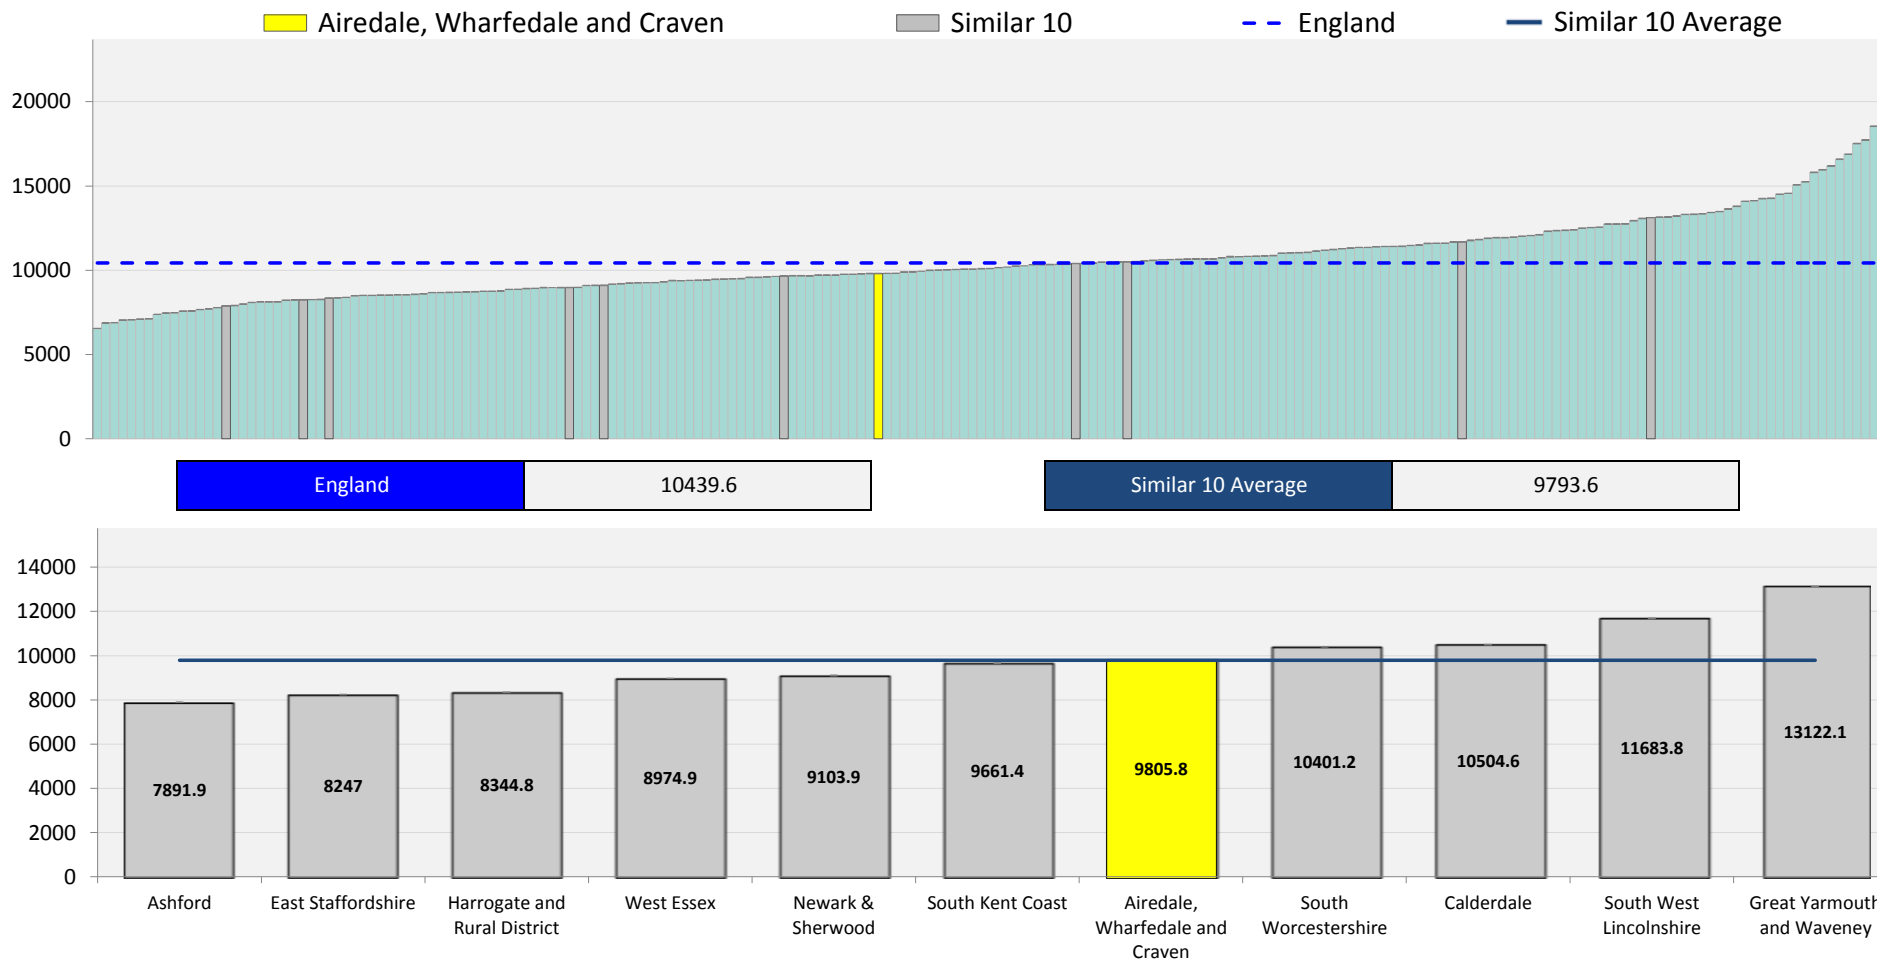 Airedale, Wharfedale and Craven
Similar 10
England
Similar 10 Average
20000
15000
10000
5000
0
England
10439.6
Similar 10 Average
9793.6
14000
12000
10000
8000
6000
4000
2000
0
7891.9
8247
8344.8
8974.9
9103.9
9661.4
9805.8
10401.2
10504.6
11683.8
13122.1
Ashford
East Staffordshire
Harrogate and
Rural District
West Essex
Newark &
Sherwood
South Kent Coast
Airedale,
Wharfedale and
Craven
South
Worcestershire
Calderdale
South West
Lincolnshire
Great Yarmouth
and Waveney